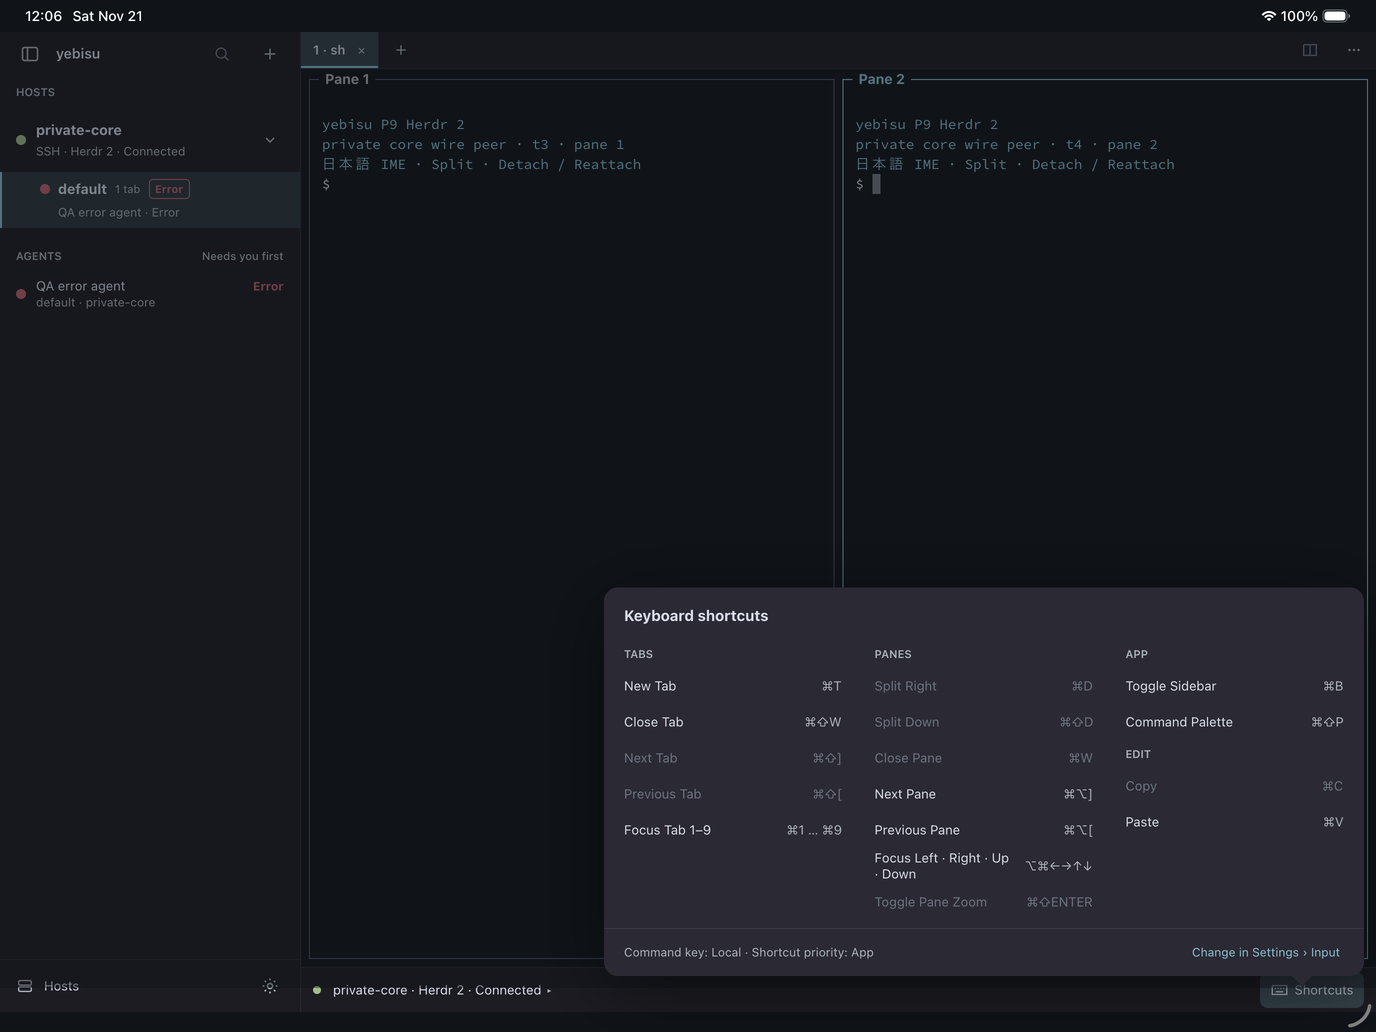 12:06 Sat Nov 21
100%
yebisu
HOSTS
private-core
SSH · Herdr 2 · Connected
default 1 tab Error
QA error agent · Error
AGENTS Needs you first
QA error agent Error
default · private-core
Hosts
1 · sh × +
Pane 1
yebisu P9 Herdr 2
private core wire peer · t3 · pane 1
日本語 IME · Split · Detach / Reattach
$
Pane 2
yebisu P9 Herdr 2
private core wire peer · t4 · pane 2
日本語 IME · Split · Detach / Reattach
$
Keyboard shortcuts
TABS
New Tab ⌘T
Close Tab ⌘⇧W
Next Tab ⌘⇧]
Previous Tab ⌘⇧[
Focus Tab 1–9 ⌘1 … ⌘9
PANES
Split Right ⌘D
Split Down ⌘⇧D
Close Pane ⌘W
Next Pane ⌘⌥]
Previous Pane ⌘⌥[
Focus Left · Right · Up
· Down ⌥⌘←→↑↓
Toggle Pane Zoom ⌘⇧ENTER
APP
Toggle Sidebar ⌘B
Command Palette ⌘⇧P
EDIT
Copy ⌘C
Paste ⌘V
Command key: Local · Shortcut priority: App
Change in Settings › Input
private-core · Herdr 2 · Connected ▸
Shortcuts